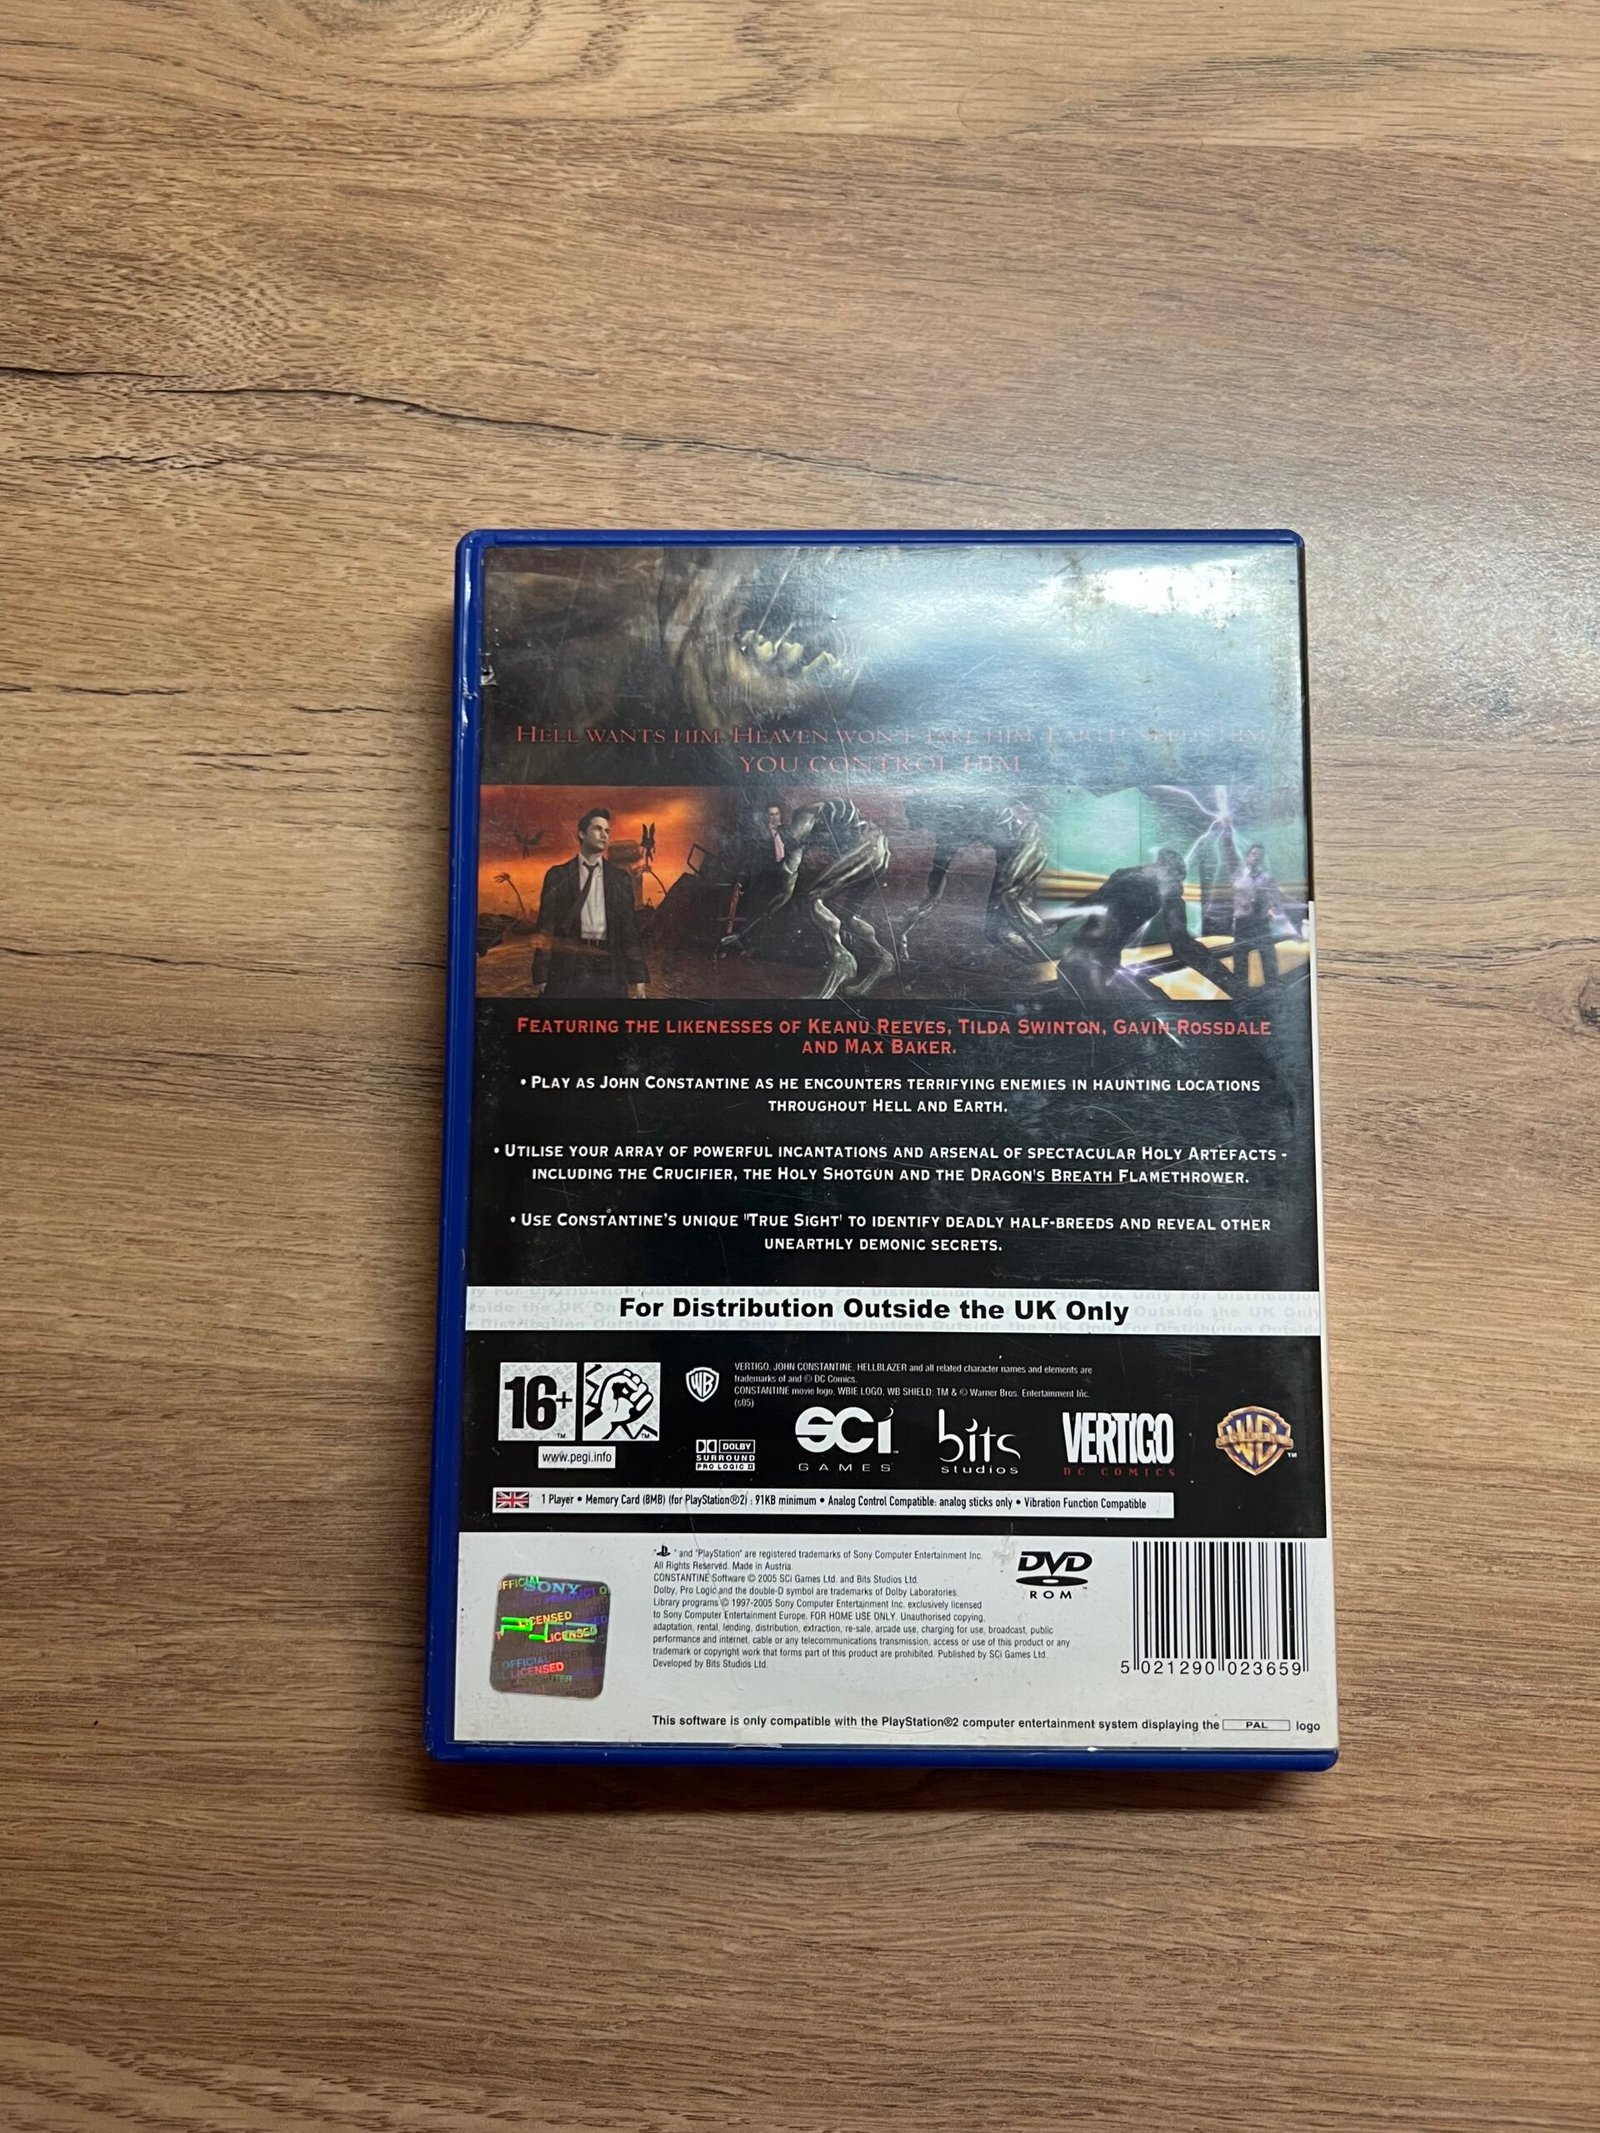 HELL WANTS HIM. HEAVEN WON'T TAKE HIM. EARTH NEEDS HIM.
YOU CONTROL HIM.
FEATURING THE LIKENESSES OF KEANU REEVES, TILDA SWINTON, GAVIN ROSSDALE
AND MAX BAKER.
• PLAY AS JOHN CONSTANTINE AS HE ENCOUNTERS TERRIFYING ENEMIES IN HAUNTING LOCATIONS
THROUGHOUT HELL AND EARTH.
• UTILISE YOUR ARRAY OF POWERFUL INCANTATIONS AND ARSENAL OF SPECTACULAR HOLY ARTEFACTS -
INCLUDING THE CRUCIFIER, THE HOLY SHOTGUN AND THE DRAGON'S BREATH FLAMETHROWER.
• USE CONSTANTINE'S UNIQUE "TRUE SIGHT' TO IDENTIFY DEADLY HALF-BREEDS AND REVEAL OTHER
UNEARTHLY DEMONIC SECRETS.
For Distribution Outside the UK Only
16+
www.pegi.info
WB
VERTIGO, JOHN CONSTANTINE, HELLBLAZER and all related character names and elements are
trademarks of and © DC Comics.
CONSTANTINE movie logo, WBIE LOGO, WB SHIELD: TM & © Warner Bros. Entertainment Inc.
(s05)
DOLBY
SURROUND
PRO LOGIC II
SCi
GAMES
bits
studios
VERTIGO
DC COMICS
WB
1 Player • Memory Card (8MB) (for PlayStation®2) : 91KB minimum • Analog Control Compatible: analog sticks only • Vibration Function Compatible
" " and "PlayStation" are registered trademarks of Sony Computer Entertainment Inc.
All Rights Reserved. Made in Austria.
CONSTANTINE Software © 2005 SCi Games Ltd. and Bits Studios Ltd.
Dolby, Pro Logic and the double-D symbol are trademarks of Dolby Laboratories.
Library programs © 1997-2005 Sony Computer Entertainment Inc. exclusively licensed
to Sony Computer Entertainment Europe. FOR HOME USE ONLY. Unauthorised copying,
adaptation, rental, lending, distribution, extraction, re-sale, arcade use, charging for use, broadcast, public
performance and internet, cable or any telecommunications transmission, access or use of this product or any
trademark or copyright work that forms part of this product are prohibited. Published by SCi Games Ltd.
Developed by Bits Studios Ltd.
DVD
ROM
5 021290 023659
SONY
LICENSED
LICENSED
OFFICIAL
LICENSED
This software is only compatible with the PlayStation®2 computer entertainment system displaying the PAL logo